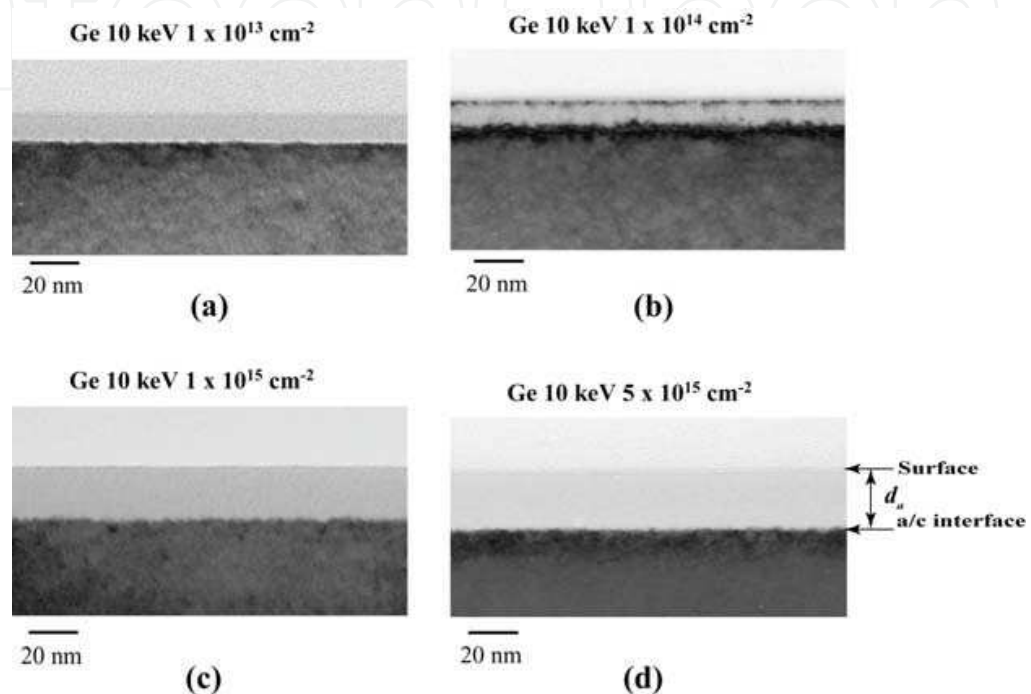 Ge 10 keV 1 x 10¹³ cm⁻²
20 nm
(a)
Ge 10 keV 1 x 10¹⁴ cm⁻²
20 nm
(b)
Ge 10 keV 1 x 10¹⁵ cm⁻²
20 nm
(c)
Ge 10 keV 5 x 10¹⁵ cm⁻²
Surface
dₐ
a/c interface
20 nm
(d)